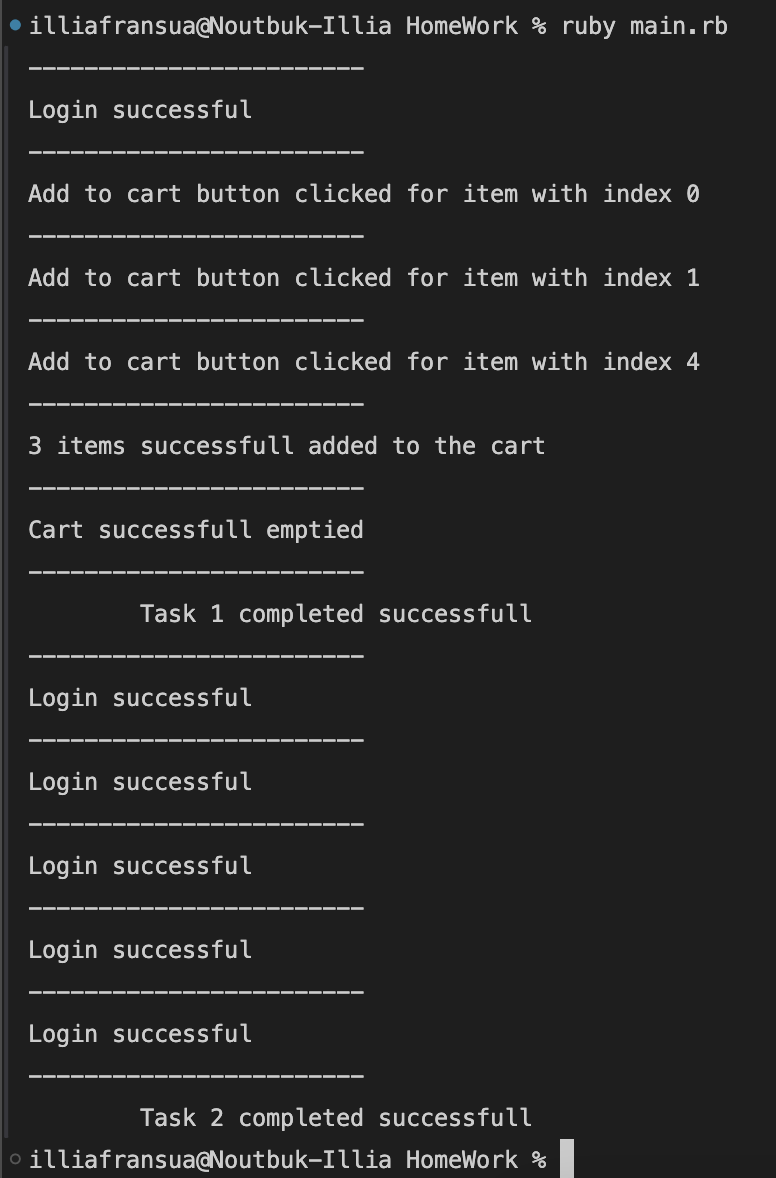 illiafransua@Noutbuk-Illia HomeWork % ruby main.rb
------------------------
Login successful
------------------------
Add to cart button clicked for item with index 0
------------------------
Add to cart button clicked for item with index 1
------------------------
Add to cart button clicked for item with index 4
------------------------
3 items successfull added to the cart
------------------------
Cart successfull emptied
------------------------
Task 1 completed successfull
------------------------
Login successful
------------------------
Login successful
------------------------
Login successful
------------------------
Login successful
------------------------
Login successful
------------------------
Task 2 completed successfull
illiafransua@Noutbuk-Illia HomeWork %